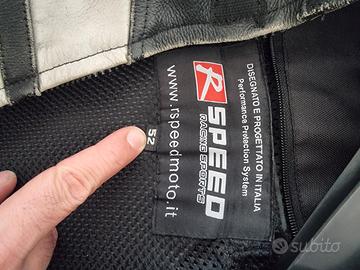 DISEGNATO E PROGETTATO IN ITALIA
Performance Protection System
R SPEED
RACING SPORTS
www.rspeedmoto.it
52
subito